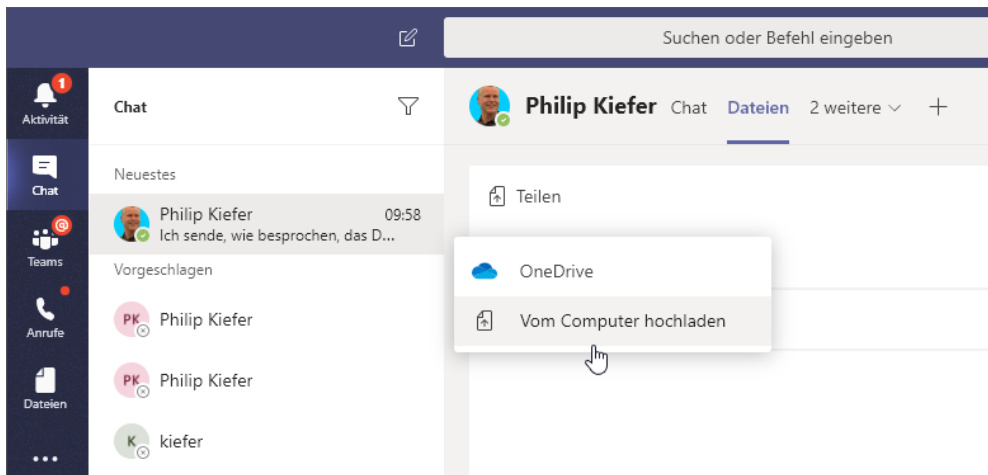 Suchen oder Befehl eingeben
1
Aktivität
Chat
@
Teams
Anrufe
Dateien
Chat
Neuestes
Philip Kiefer 09:58
Ich sende, wie besprochen, das D...
Vorgeschlagen
PK Philip Kiefer
PK Philip Kiefer
K kiefer
Philip Kiefer Chat Dateien 2 weitere
Teilen
OneDrive
Vom Computer hochladen